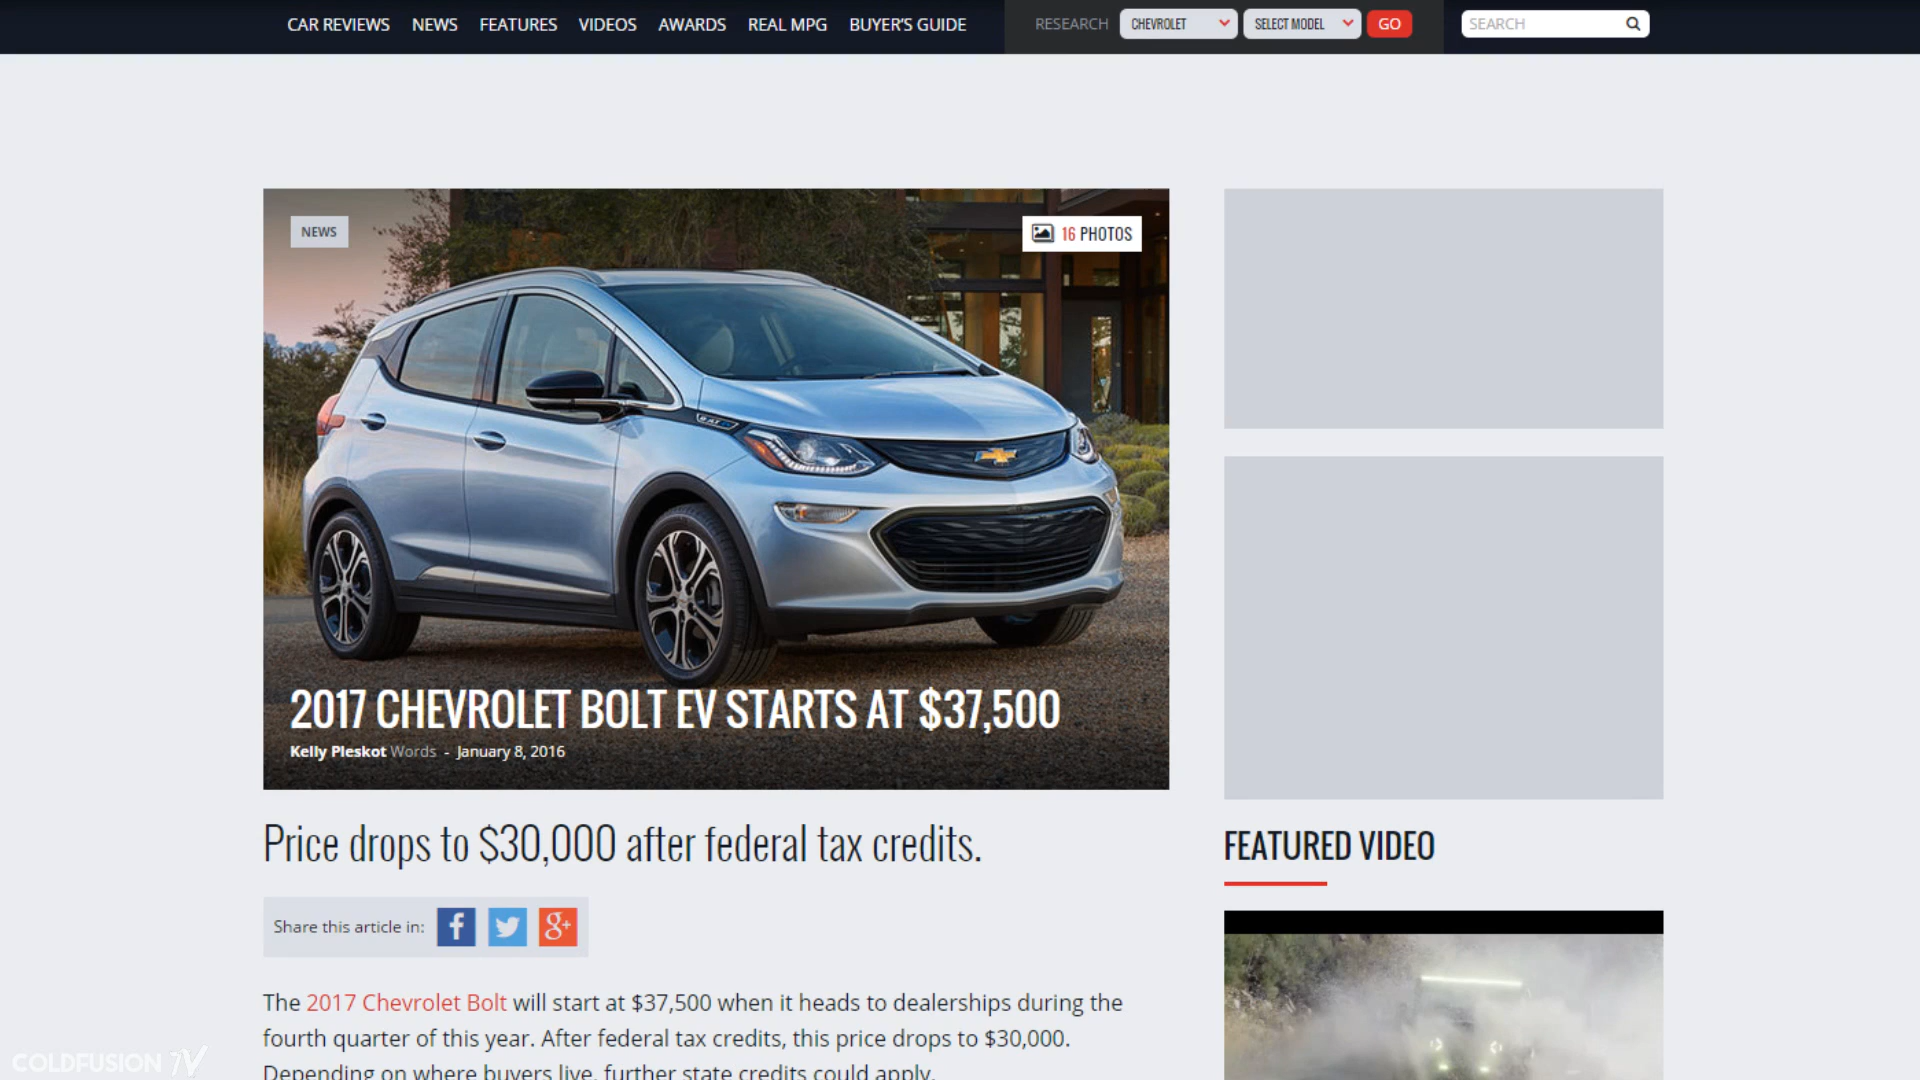 CAR REVIEWS NEWS FEATURES VIDEOS AWARDS REAL MPG BUYER'S GUIDE RESEARCH CHEVROLET SELECT MODEL GO SEARCH
NEWS
16 PHOTOS
2017 CHEVROLET BOLT EV STARTS AT $37,500
Kelly Pleskot Words - January 8, 2016
Price drops to $30,000 after federal tax credits.
Share this article in:
The 2017 Chevrolet Bolt will start at $37,500 when it heads to dealerships during the
fourth quarter of this year. After federal tax credits, this price drops to $30,000.
Depending on where buyers live, further state credits could apply.
FEATURED VIDEO
COLDFUSION TV